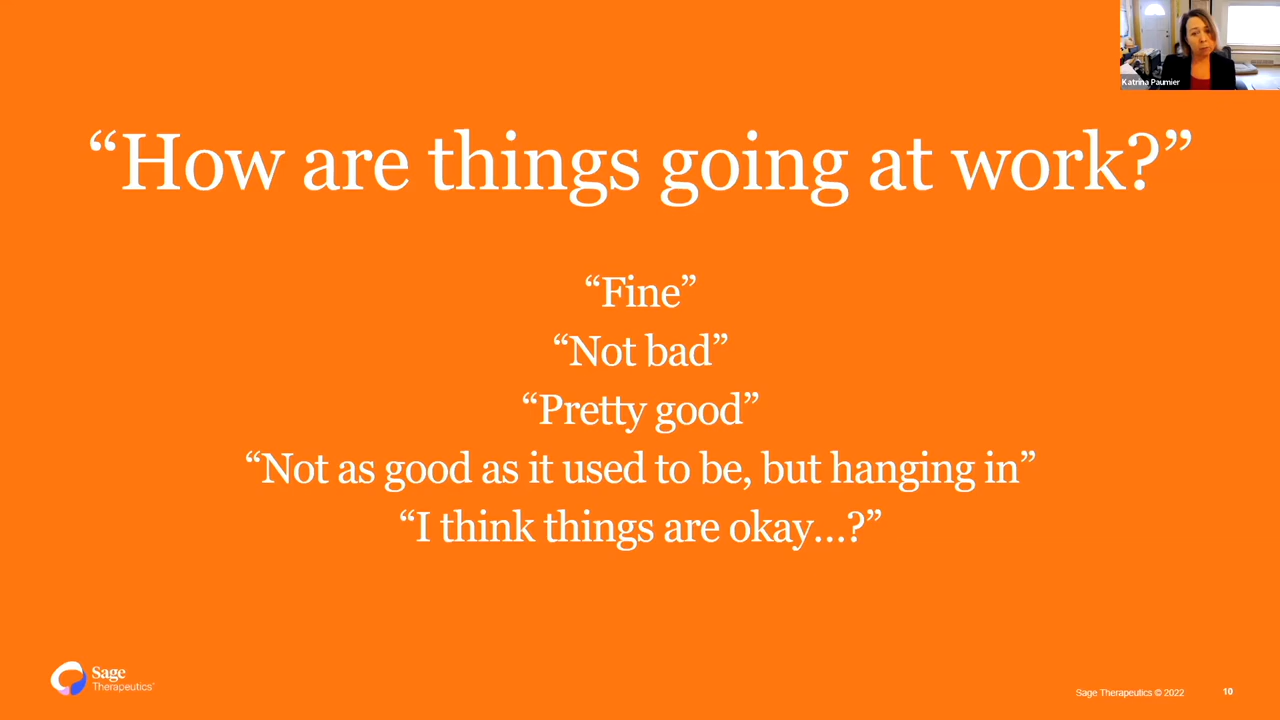 Katrina Paumier
“How are things going at work?”
“Fine”
“Not bad”
“Pretty good”
“Not as good as it used to be, but hanging in”
“I think things are okay...?”
Sage
Therapeutics
Sage Therapeutics © 2022
10